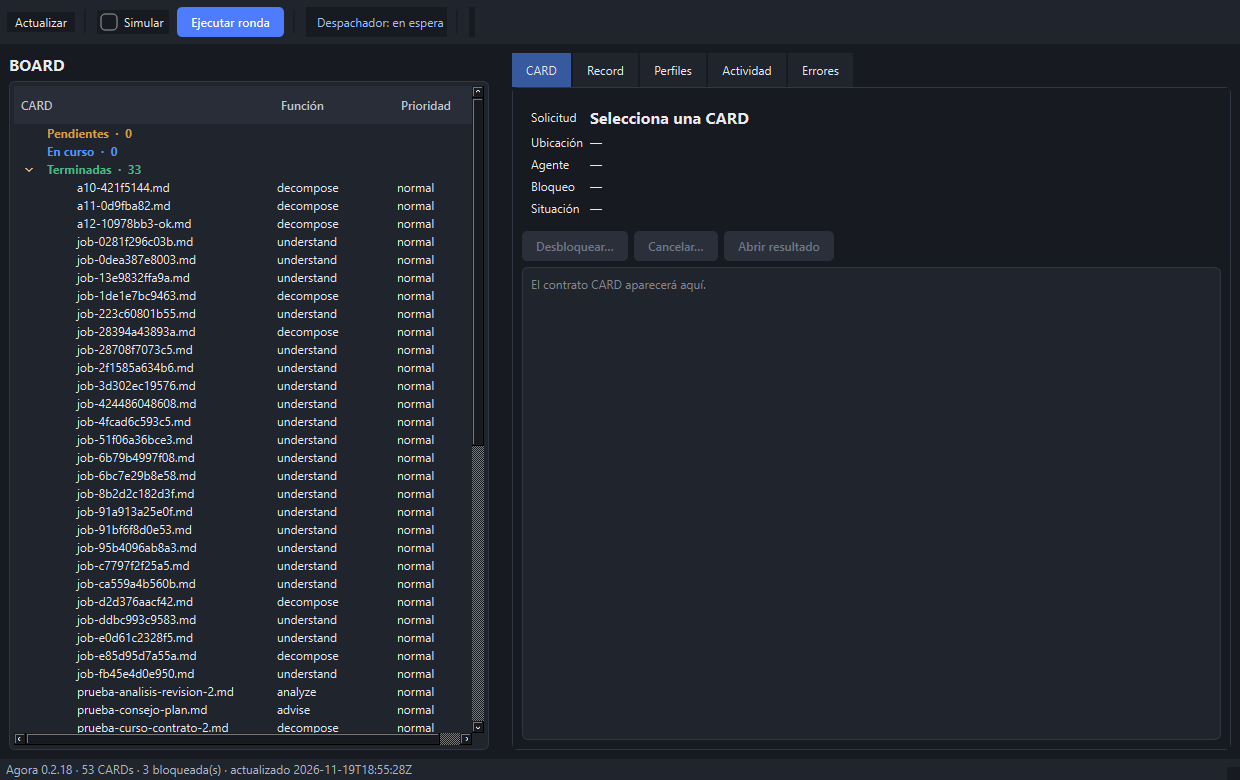 Actualizar Simular Ejecutar ronda Despachador: en espera
BOARD
CARD Función Prioridad
Pendientes · 0
En curso · 0
Terminadas · 33
a10-421f5144.md decompose normal
a11-0d9fba82.md decompose normal
a12-10978bb3-ok.md decompose normal
job-0281f296c03b.md understand normal
job-0dea387e8003.md understand normal
job-13e9832ffa9a.md understand normal
job-1de1e7bc9463.md decompose normal
job-223c60801b55.md understand normal
job-28394a43893a.md decompose normal
job-28708f7073c5.md understand normal
job-2f1585a634b6.md understand normal
job-3d302ec19576.md understand normal
job-424486048608.md understand normal
job-4fcad6c593c5.md understand normal
job-51f06a36bce3.md understand normal
job-6b79b4997f08.md understand normal
job-6bc7e29b8e58.md understand normal
job-8b2d2c182d3f.md understand normal
job-91a913a25e0f.md understand normal
job-91bf6f8d0e53.md understand normal
job-95b4096ab8a3.md understand normal
job-c7797f2f25a5.md understand normal
job-ca559a4b560b.md understand normal
job-d2d376aacf42.md decompose normal
job-ddbc993c9583.md understand normal
job-e0d61c2328f5.md understand normal
job-e85d95d7a55a.md decompose normal
job-fb45e4d0e950.md understand normal
prueba-analisis-revision-2.md analyze normal
prueba-consejo-plan.md advise normal
prueba-curso-contrato-2.md decompose normal
CARD Record Perfiles Actividad Errores
Solicitud Selecciona una CARD
Ubicación —
Agente —
Bloqueo —
Situación —
Desbloquear... Cancelar... Abrir resultado
El contrato CARD aparecerá aquí.
Agora 0.2.18 · 53 CARDs · 3 bloqueada(s) · actualizado 2026-11-19T18:55:28Z